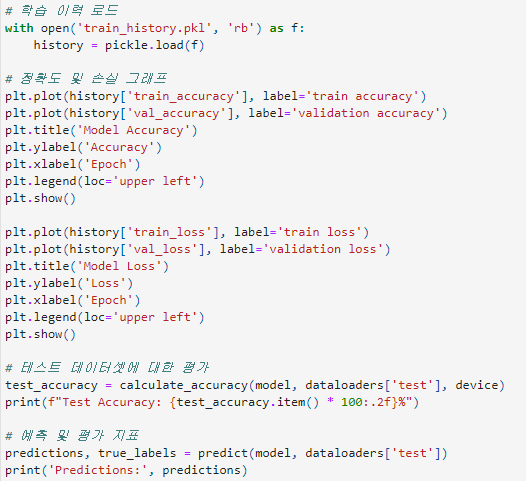 # 학습 이력 로드
with open('train_history.pkl', 'rb') as f:
    history = pickle.load(f)

# 정확도 및 손실 그래프
plt.plot(history['train_accuracy'], label='train accuracy')
plt.plot(history['val_accuracy'], label='validation accuracy')
plt.title('Model Accuracy')
plt.ylabel('Accuracy')
plt.xlabel('Epoch')
plt.legend(loc='upper left')
plt.show()

plt.plot(history['train_loss'], label='train loss')
plt.plot(history['val_loss'], label='validation loss')
plt.title('Model Loss')
plt.ylabel('Loss')
plt.xlabel('Epoch')
plt.legend(loc='upper left')
plt.show()

# 테스트 데이터셋에 대한 평가
test_accuracy = calculate_accuracy(model, dataloaders['test'], device)
print(f"Test Accuracy: {test_accuracy.item() * 100:.2f}%")

# 예측 및 평가 지표
predictions, true_labels = predict(model, dataloaders['test'])
print('Predictions:', predictions)